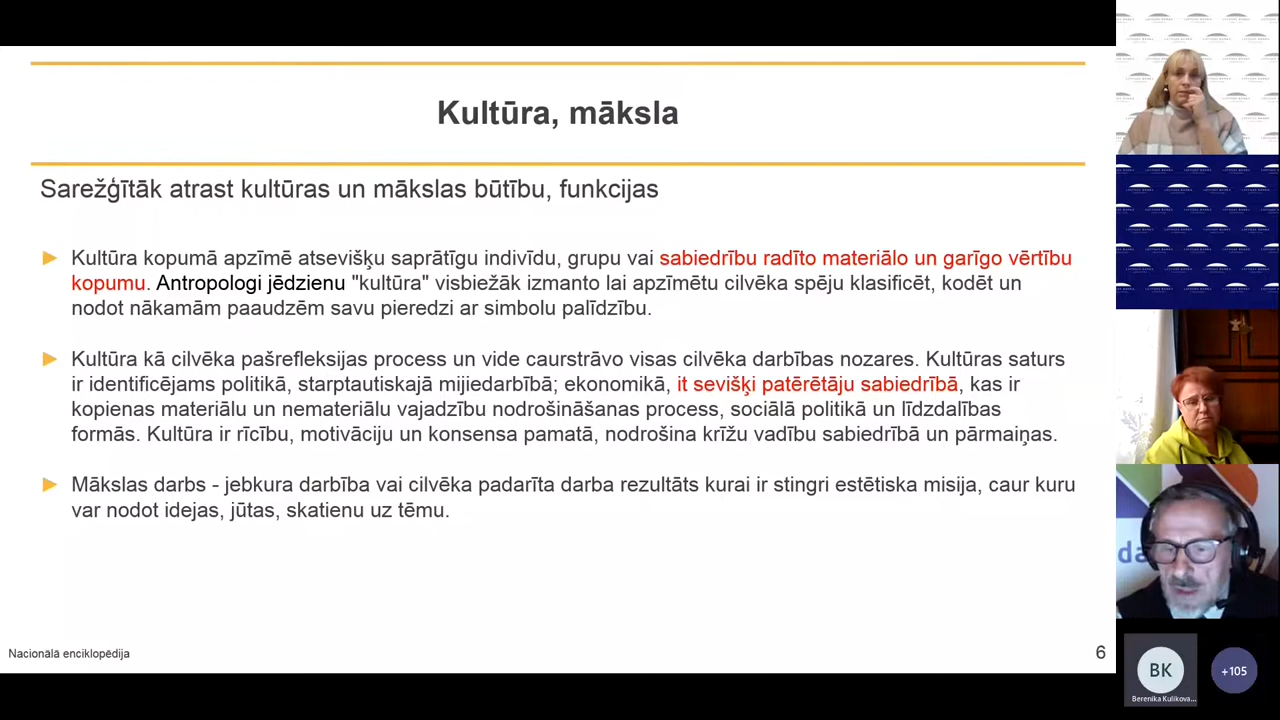 Kultūra, māksla
Sarežģītāk atrast kultūras un mākslas būtību, funkcijas
Kultūra kopumā apzīmē atsevišķu saprātīgu indivīdu, grupu vai sabiedrību radīto materiālo un garīgo vērtību
kopumu. Antropologi jēdzienu "kultūra" visbiežāk izmanto lai apzīmētu cilvēka spēju klasificēt, kodēt un
nodot nākamām paaudzēm savu pieredzi ar simbolu palīdzību.
Kultūra kā cilvēka pašrefleksijas process un vide caurstrāvo visas cilvēka darbības nozares. Kultūras saturs
ir identificējams politikā, starptautiskajā mijiedarbībā; ekonomikā, it sevišķi patērētāju sabiedrībā, kas ir
kopienas materiālu un nemateriālu vajadzību nodrošināšanas process, sociālā politikā un līdzdalības
formās. Kultūra ir rīcību, motivāciju un konsensa pamatā, nodrošina krīžu vadību sabiedrībā un pārmaiņas.
Mākslas darbs - jebkura darbība vai cilvēka padarīta darba rezultāts kurai ir stingri estētiska misija, caur kuru
var nodot idejas, jūtas, skatienu uz tēmu.
Nacionālā enciklopēdija
6
da
BK
+105
Berenika Kulikova...